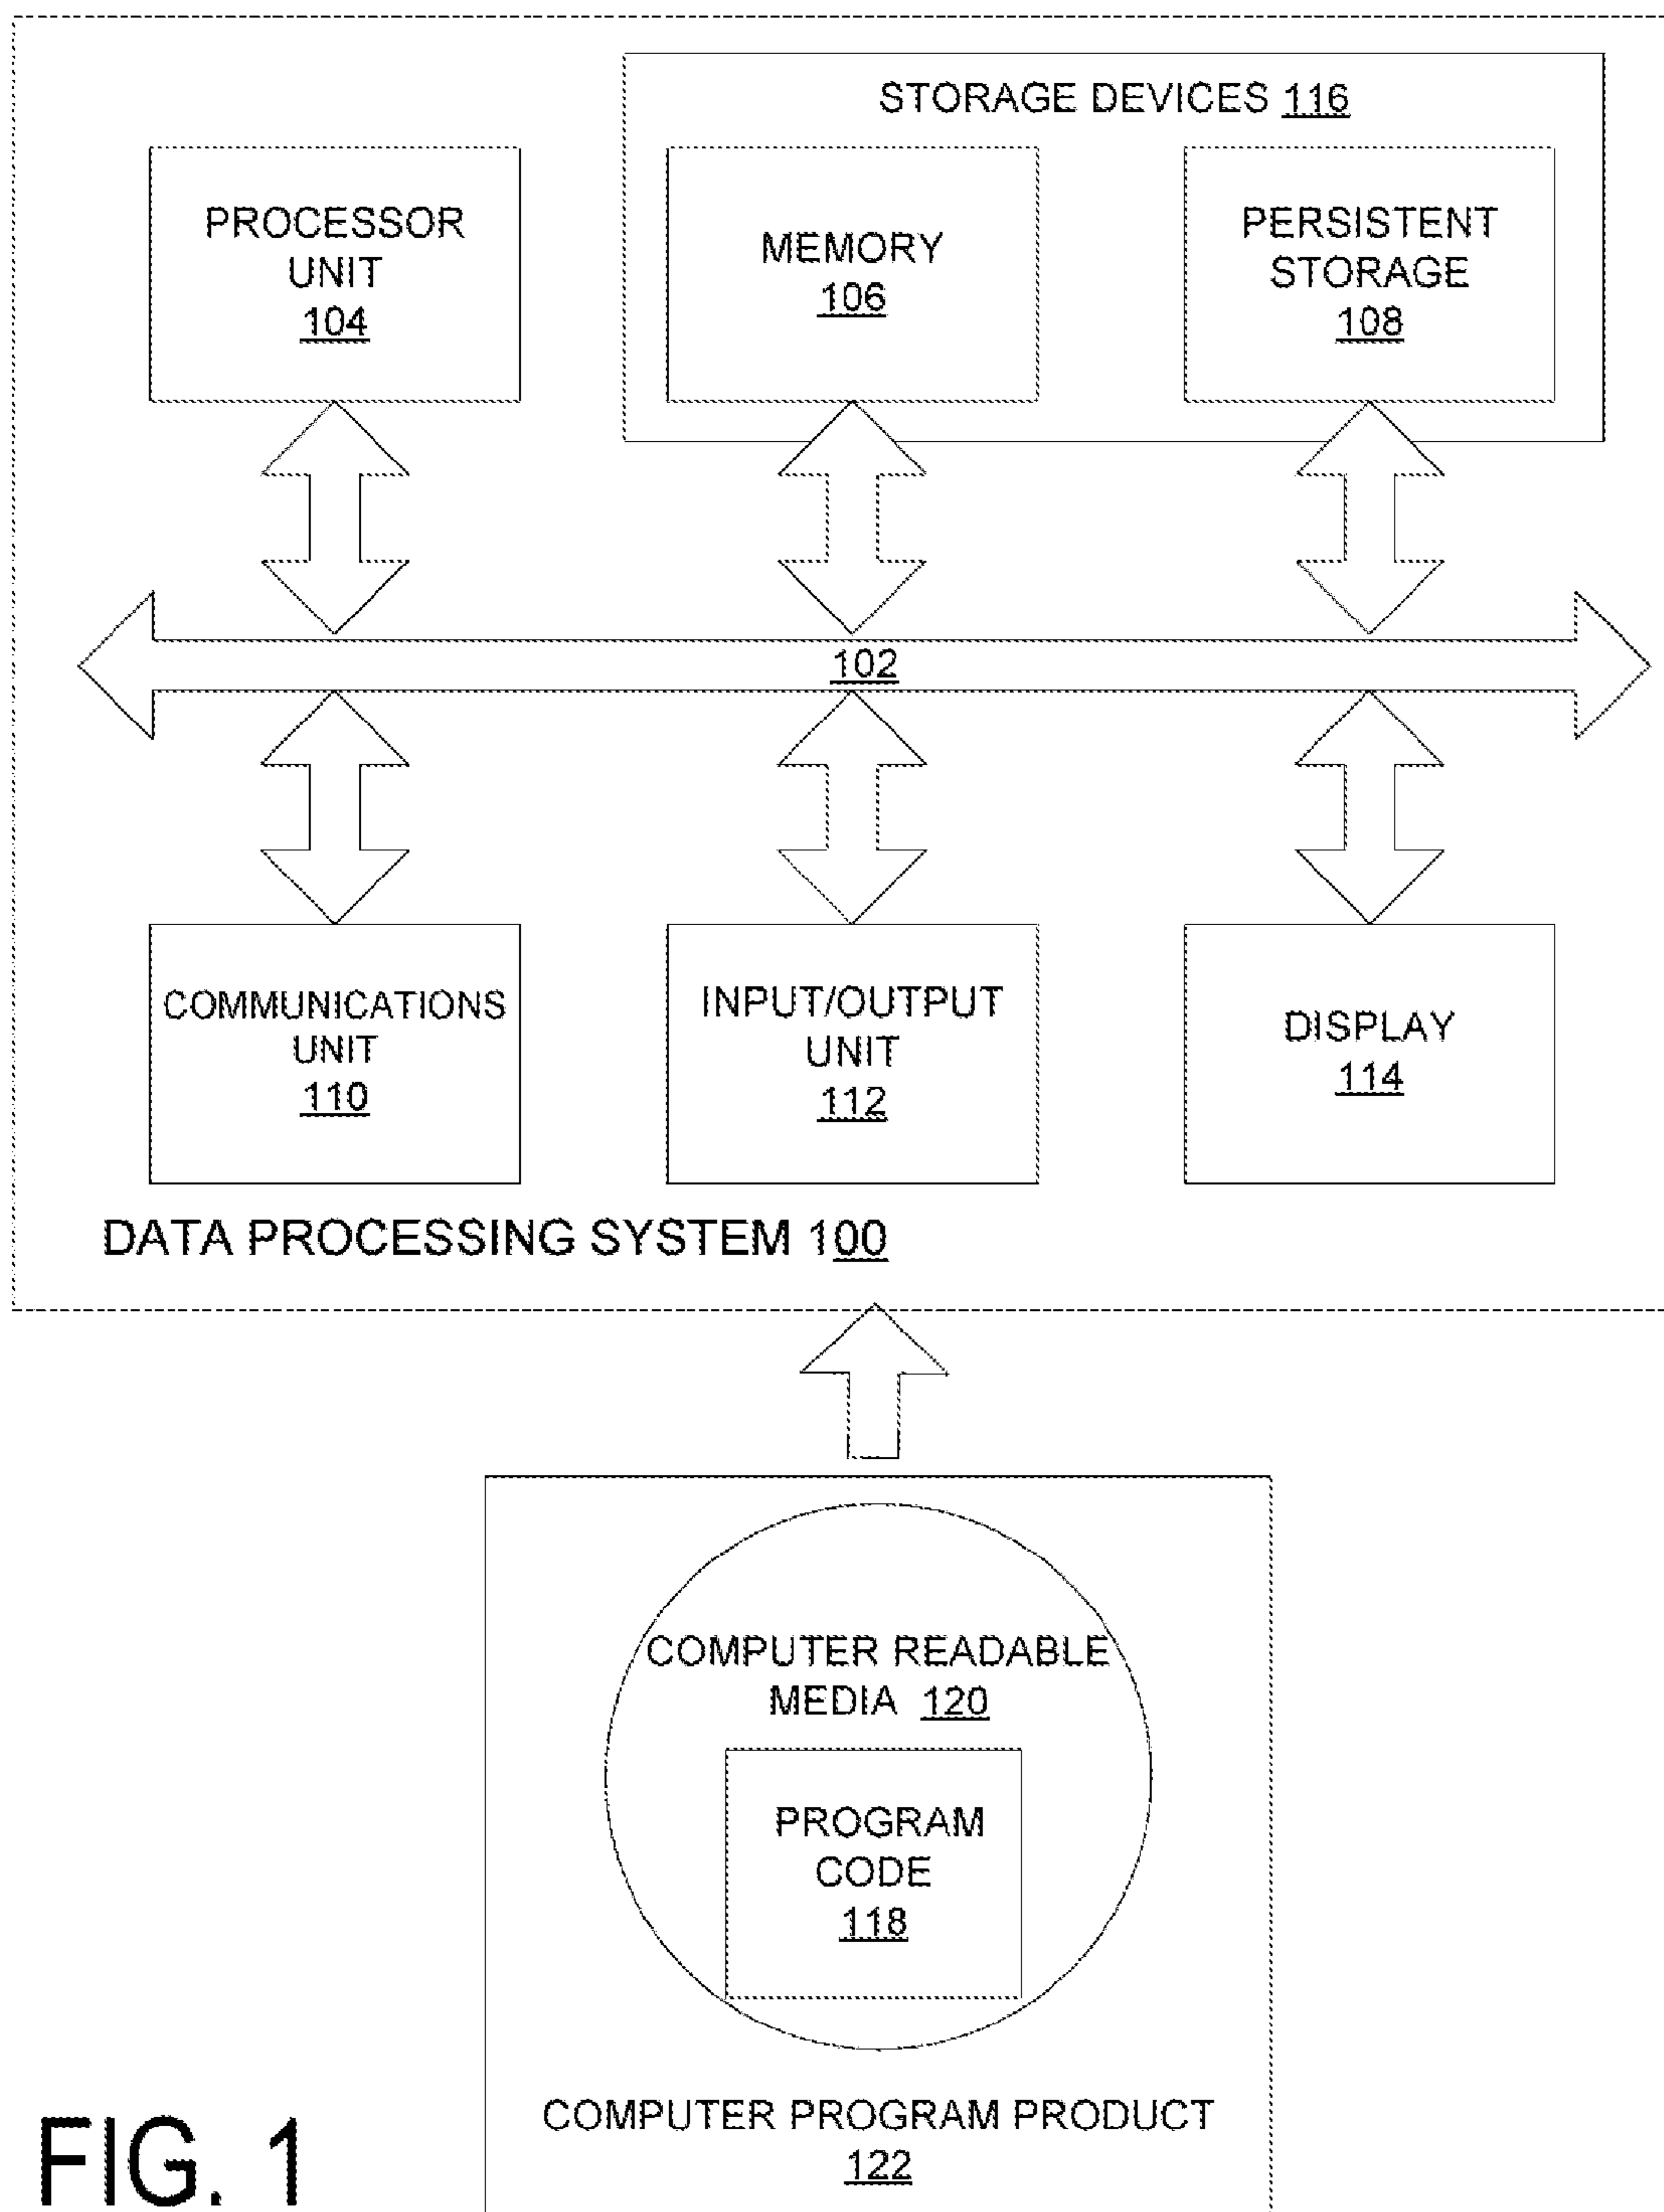 STORAGE DEVICES 116
PROCESSOR
UNIT
104
MEMORY
106
PERSISTENT
STORAGE
108
102
COMMUNICATIONS
UNIT
110
INPUT/OUTPUT
UNIT
112
DISPLAY
114
DATA PROCESSING SYSTEM 100
COMPUTER READABLE
MEDIA 120
PROGRAM
CODE
118
COMPUTER PROGRAM PRODUCT
122
FIG. 1